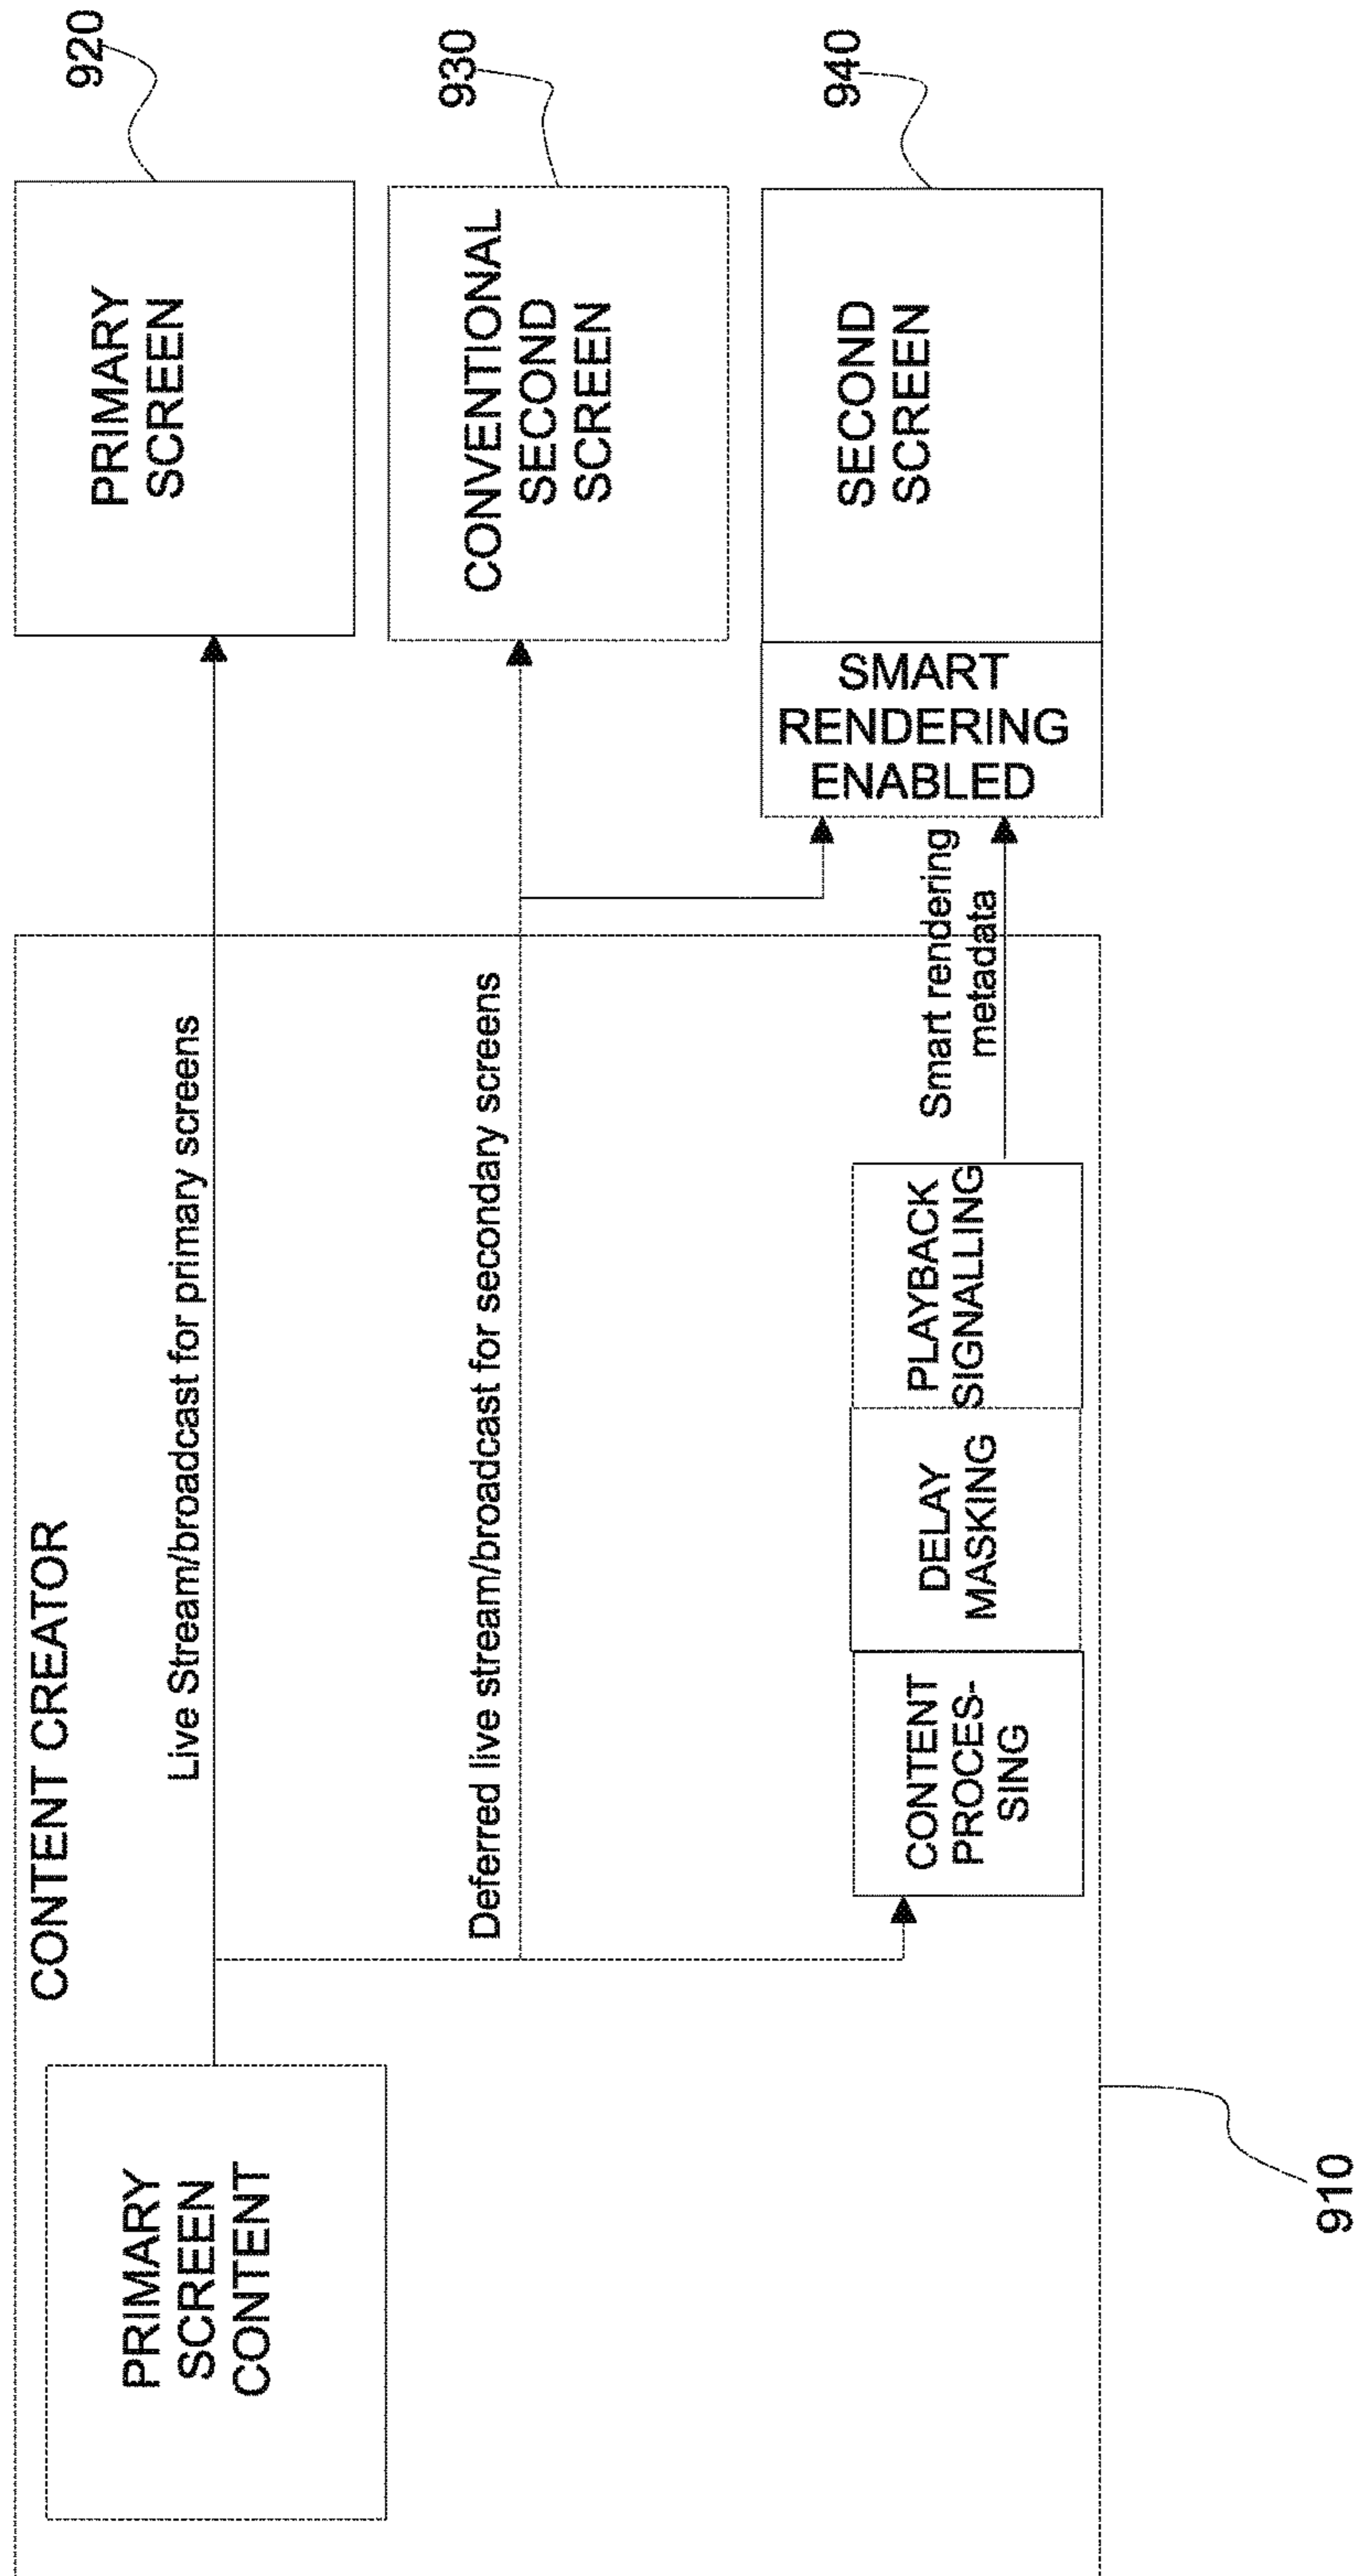 CONTENT CREATOR
PRIMARY
SCREEN
CONTENT
Live Stream/broadcast for primary screens
PRIMARY
SCREEN
920
Deferred live stream/broadcast for secondary screens
CONVENTIONAL
SECOND
SCREEN
930
CONTENT
PROCES-
SING
DELAY
MASKING
PLAYBACK
SIGNALLING
Smart rendering
metadata
SMART
RENDERING
ENABLED
SECOND
SCREEN
940
910